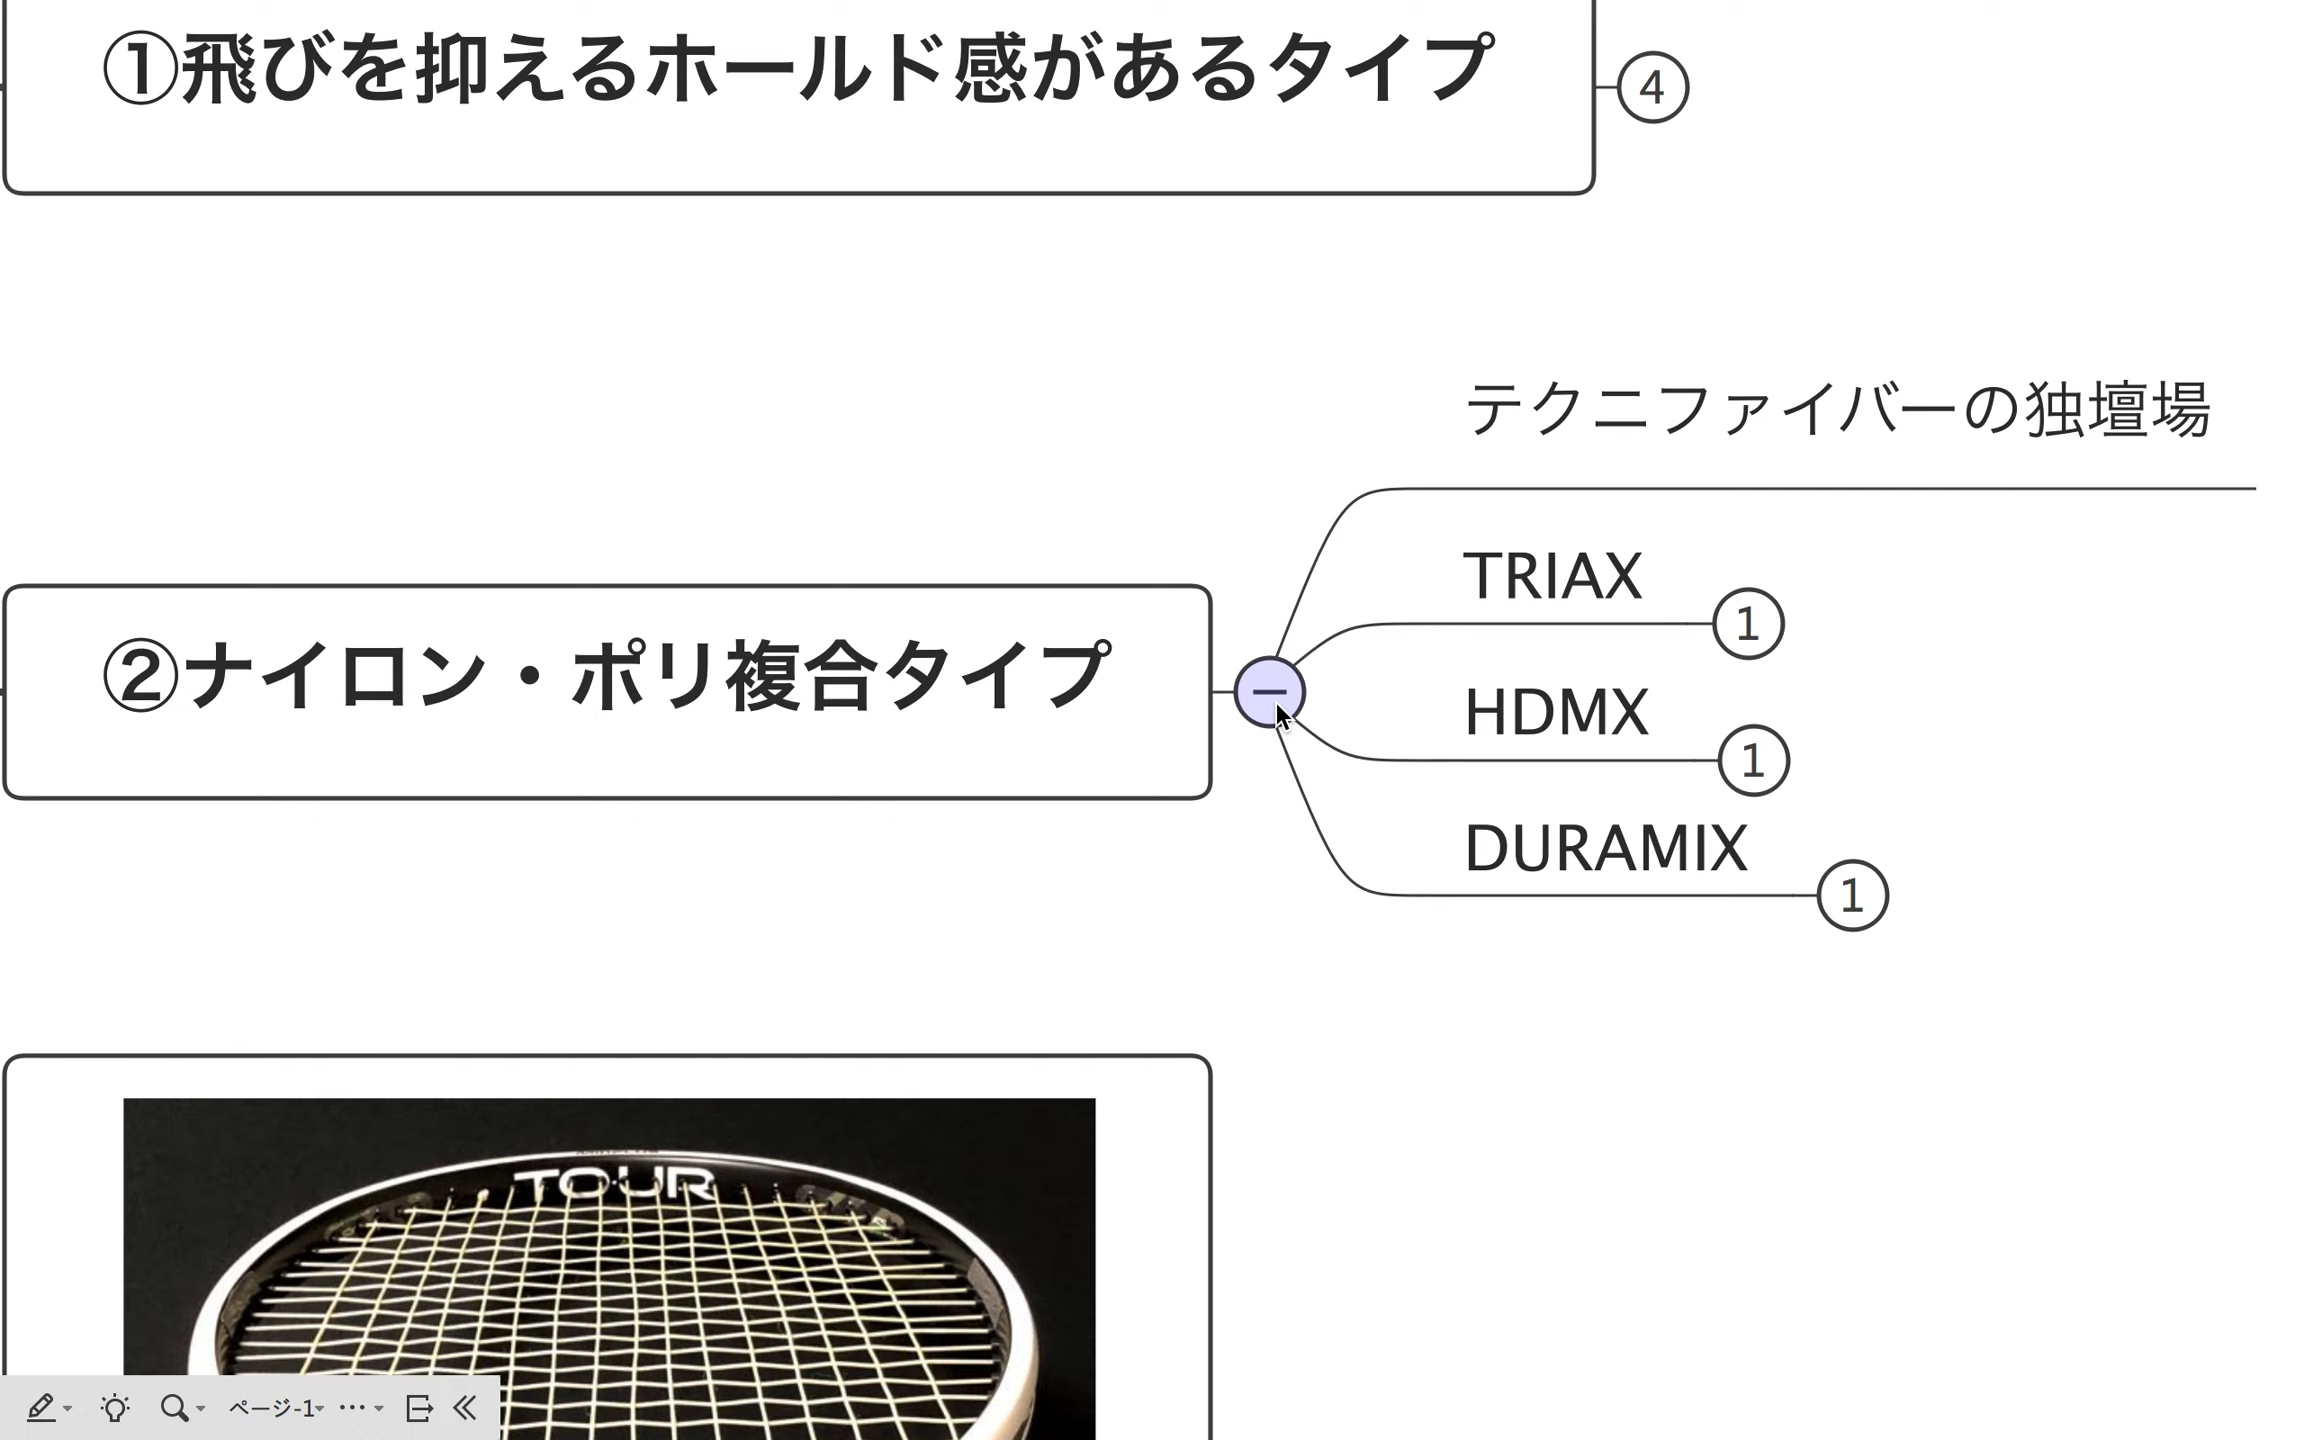 ①飛びを抑えるホールド感があるタイプ
4
テクニファイバーの独壇場
TRIAX
1
②ナイロン・ポリ複合タイプ
HDMX
1
DURAMIX
1
TOUR
ページ-1